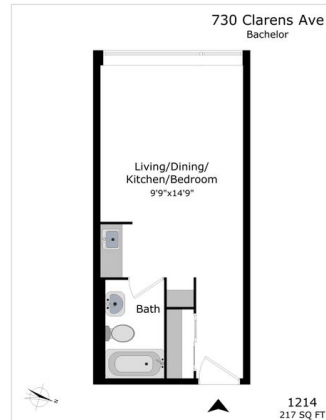 730 Clarens Ave
Bachelor
Living/Dining/
Kitchen/Bedroom
9'9"x14'9"
Bath
N
1214
217 SQ FT